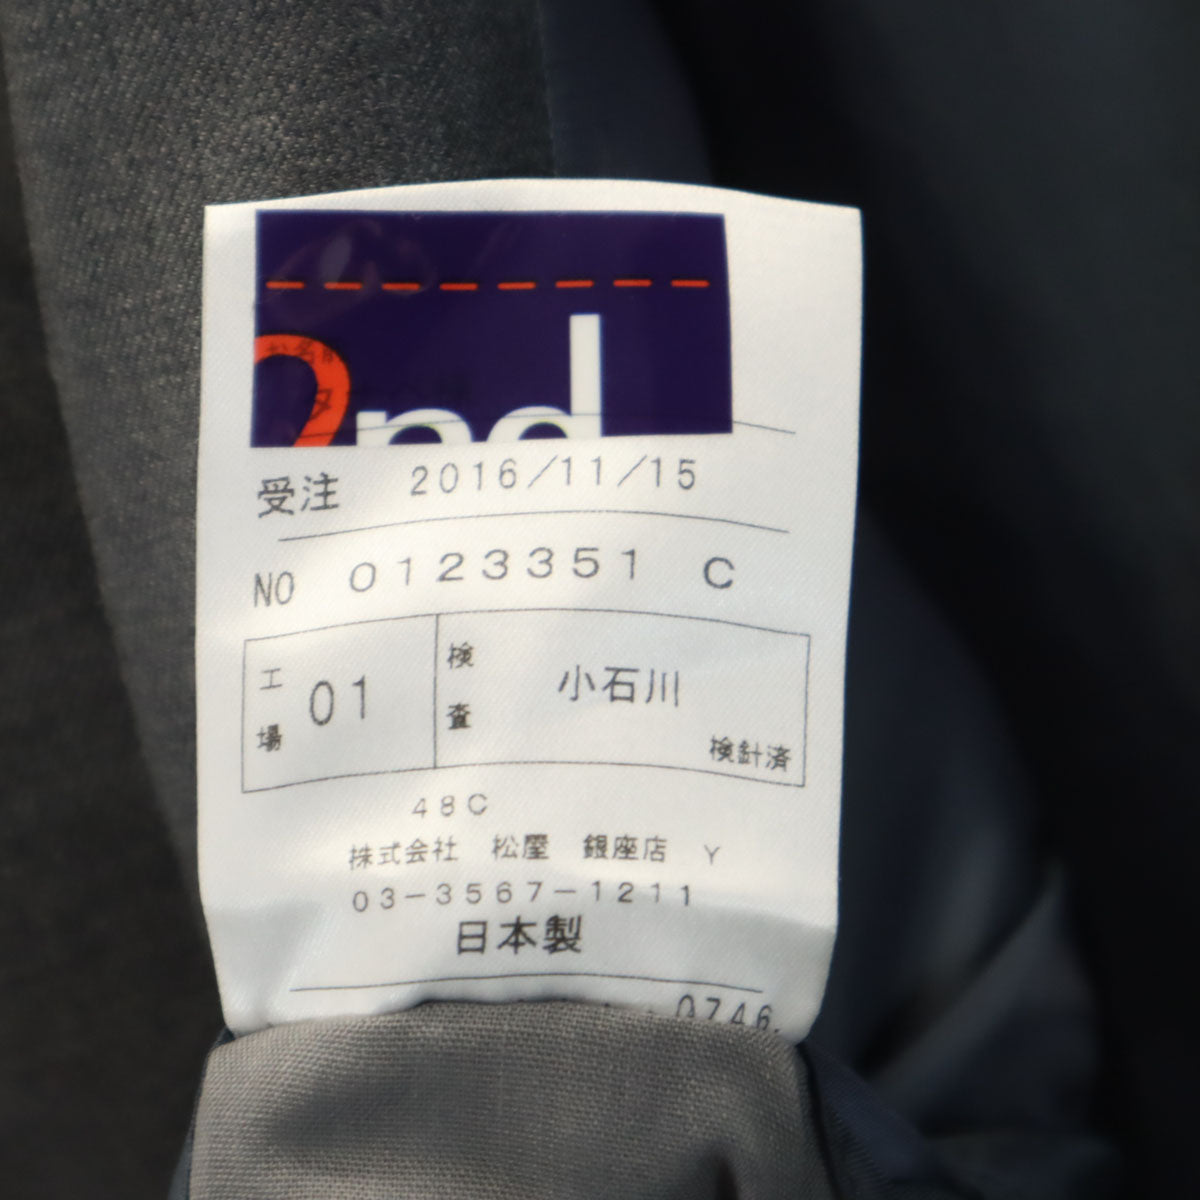 2nd
受注 2016/11/15
NO 0123351 C
工場 01 検査 小石川
検針済
48C
株式会社 松屋 銀座店 Y
03-3567-1211
日本製
0746